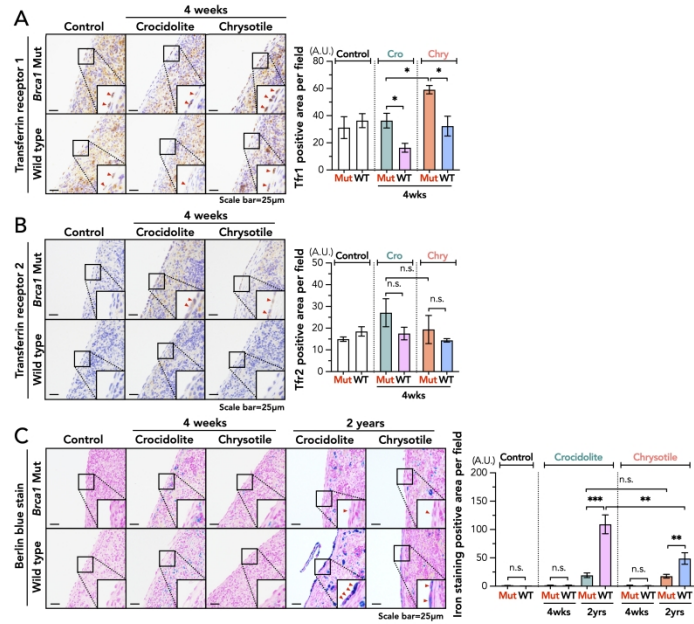 A
4 weeks
Control Crocidolite Chrysotile
Transferrin receptor 1
Brca1 Mut
Wild type
Scale bar=25μm
(A.U.) Control Cro Chry
Tfr1 positive area per field
80
60
40
20
0
*
*
*
Mut WT Mut WT Mut WT
4wks
B
4 weeks
Control Crocidolite Chrysotile
Transferrin receptor 2
Brca1 Mut
Wild type
Scale bar=25μm
(A.U.) Control Cro Chry
Tfr2 positive area per field
50
40
30
20
10
0
n.s.
n.s.
n.s.
Mut WT Mut WT Mut WT
4wks
C
4 weeks 2 years
Control Crocidolite Chrysotile Crocidolite Chrysotile
Berlin blue stain
Brca1 Mut
Wild type
Scale bar=25μm
(A.U.) Control Crocidolite Chrysotile
Iron staining positive area per field
200
150
100
50
0
n.s.
*** **
**
n.s. n.s. n.s.
Mut WT Mut WT Mut WT Mut WT Mut WT
4wks 2yrs 4wks 2yrs